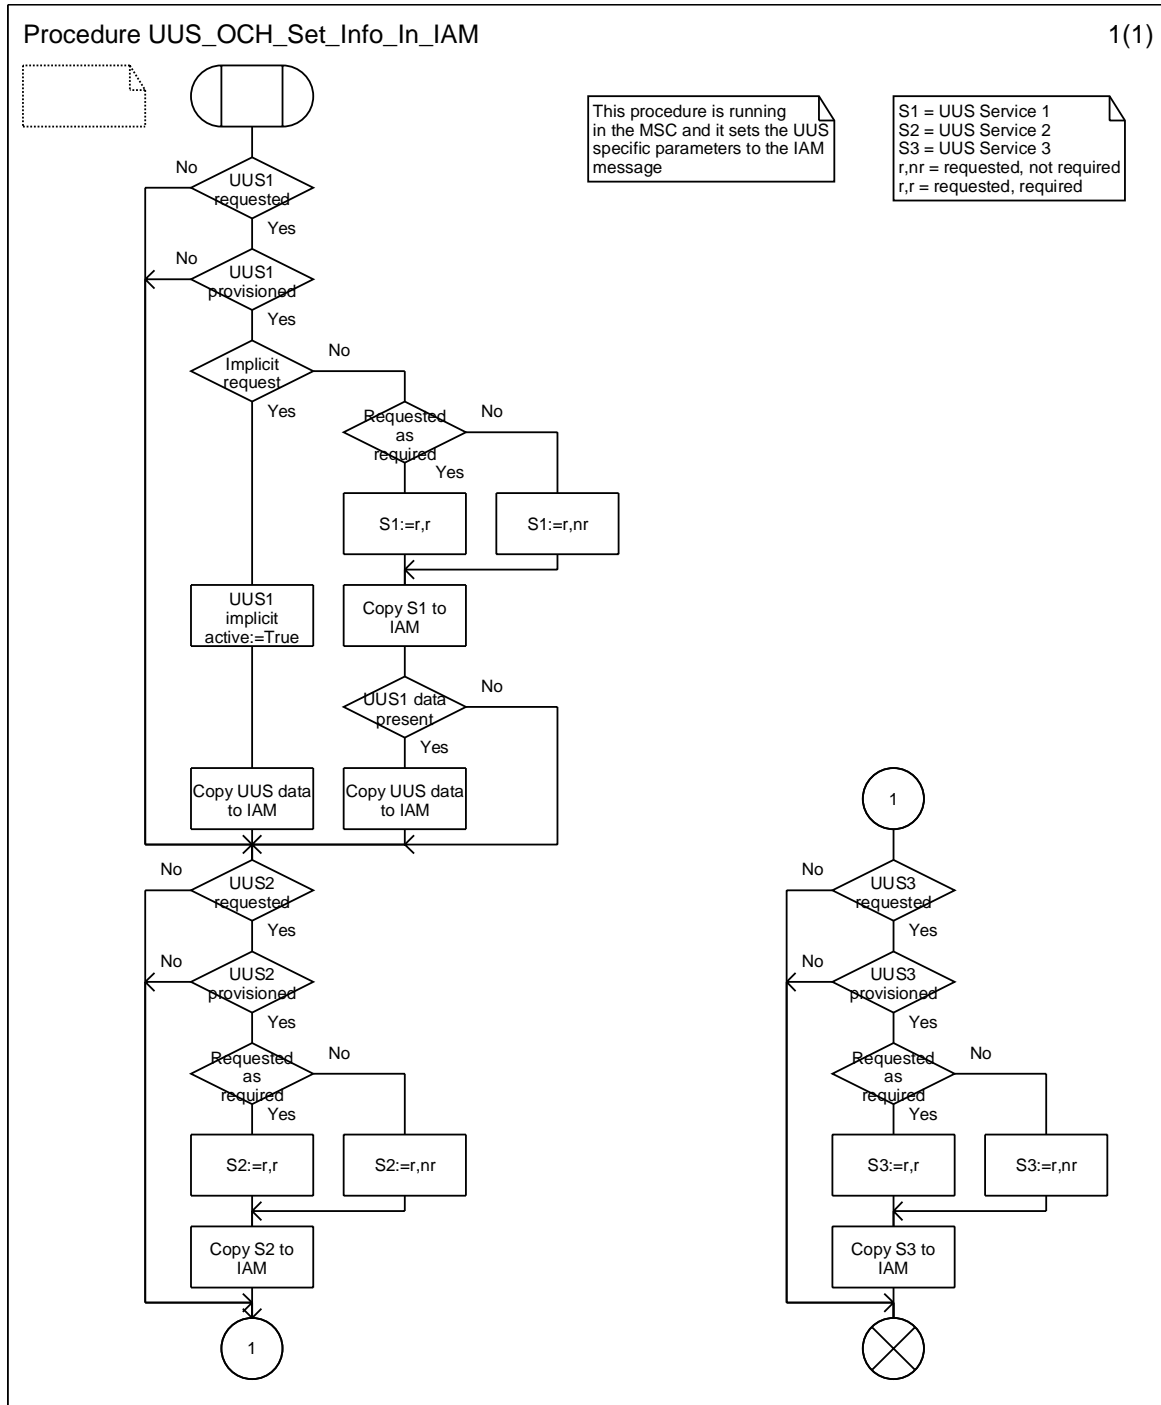 Procedure UUS_OCH_Set_Info_In_IAM
1(1)
This procedure is running
in the MSC and it sets the UUS
specific parameters to the IAM
message
S1 = UUS Service 1
S2 = UUS Service 2
S3 = UUS Service 3
r,nr = requested, not required
r,r = requested, required
No
UUS1
requested
Yes
No
UUS1
provisioned
Yes
Implicit
request
No
Yes
Requested
as
required
No
Yes
S1:=r,r
S1:=r,nr
UUS1
implicit
active:=True
Copy S1 to
IAM
UUS1 data
present
No
Yes
Copy UUS data
to IAM
Copy UUS data
to IAM
No
UUS2
requested
Yes
No
UUS2
provisioned
Yes
Requested
as
required
No
Yes
S2:=r,r
S2:=r,nr
Copy S2 to
IAM
1
1
No
UUS3
requested
Yes
No
UUS3
provisioned
Yes
Requested
as
required
No
Yes
S3:=r,r
S3:=r,nr
Copy S3 to
IAM